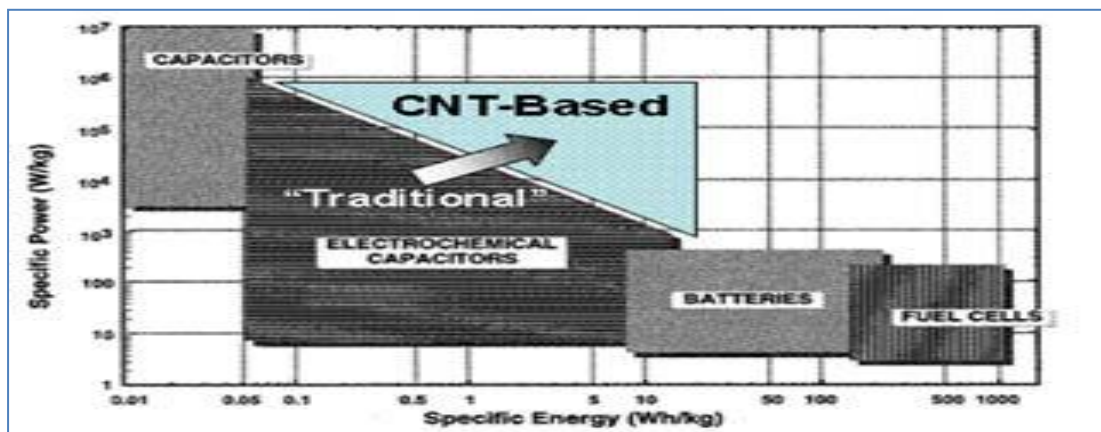 10⁷
CAPACITORS
10⁶
CNT-Based
10⁵
10⁴
"Traditional"
10³
ELECTROCHEMICAL
CAPACITORS
100
BATTERIES
10
FUEL CELLS
1
Specific Power (W/kg)
0.01 0.05 0.1 0.5 1 5 10 50 100 500 1000
Specific Energy (Wh/kg)